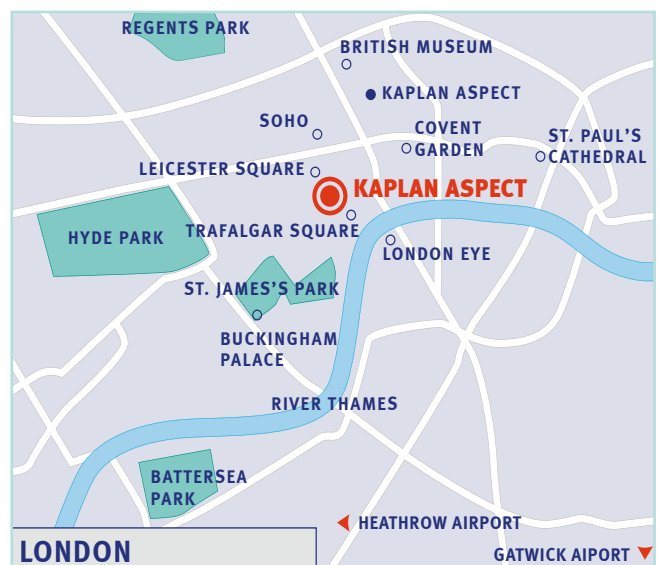 REGENTS PARK
BRITISH MUSEUM
KAPLAN ASPECT
SOHO
COVENT
GARDEN
ST. PAUL'S
CATHEDRAL
LEICESTER SQUARE
KAPLAN ASPECT
HYDE PARK
TRAFALGAR SQUARE
LONDON EYE
ST. JAMES'S PARK
BUCKINGHAM
PALACE
RIVER THAMES
BATTERSEA
PARK
HEATHROW AIRPORT
LONDON
GATWICK AIPORT